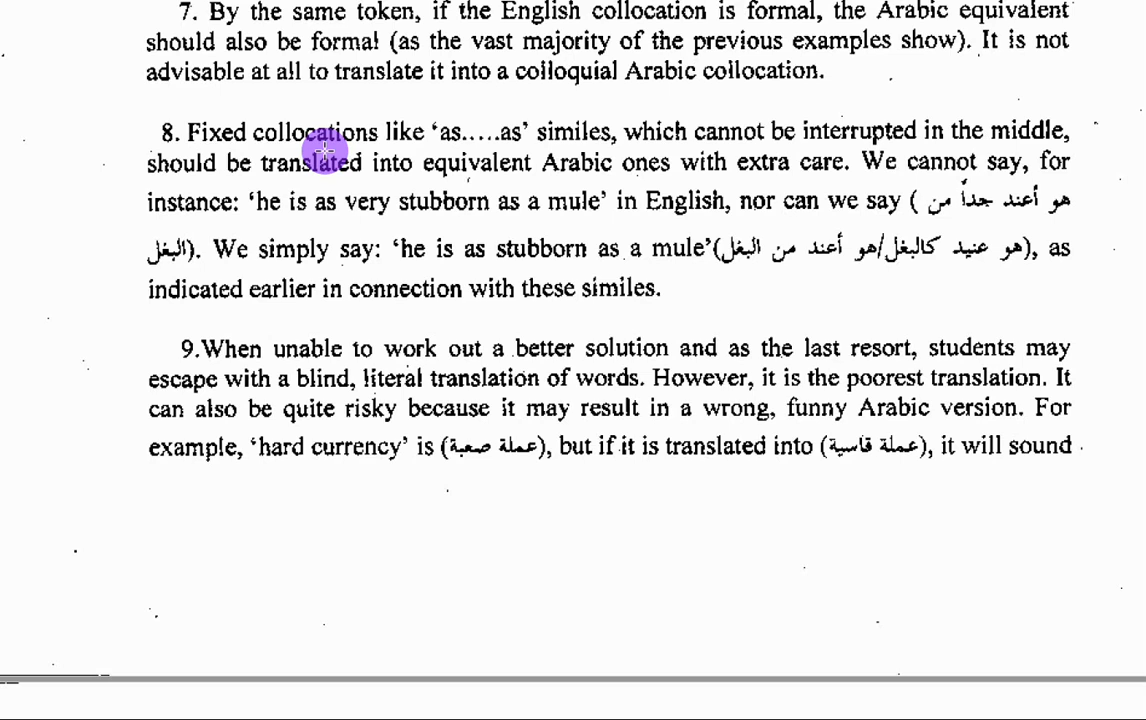 7. By the same token, if the English collocation is formal, the Arabic equivalent
should also be formal (as the vast majority of the previous examples show). It is not
advisable at all to translate it into a colloquial Arabic collocation.
8. Fixed collocations like ‘as.....as’ similes, which cannot be interrupted in the middle,
should be translated into equivalent Arabic ones with extra care. We cannot say, for
instance: ‘he is as very stubborn as a mule’ in English, nor can we say (هو أعند جداً من
البغل). We simply say: ‘he is as stubborn as a mule’(هو عنيد كالبغل/هو أعند من البغل), as
indicated earlier in connection with these similes.
9.When unable to work out a better solution and as the last resort, students may
escape with a blind, literal translation of words. However, it is the poorest translation. It
can also be quite risky because it may result in a wrong, funny Arabic version. For
example, ‘hard currency’ is (عملة صعبة), but if it is translated into (عملة قاسية), it will sound